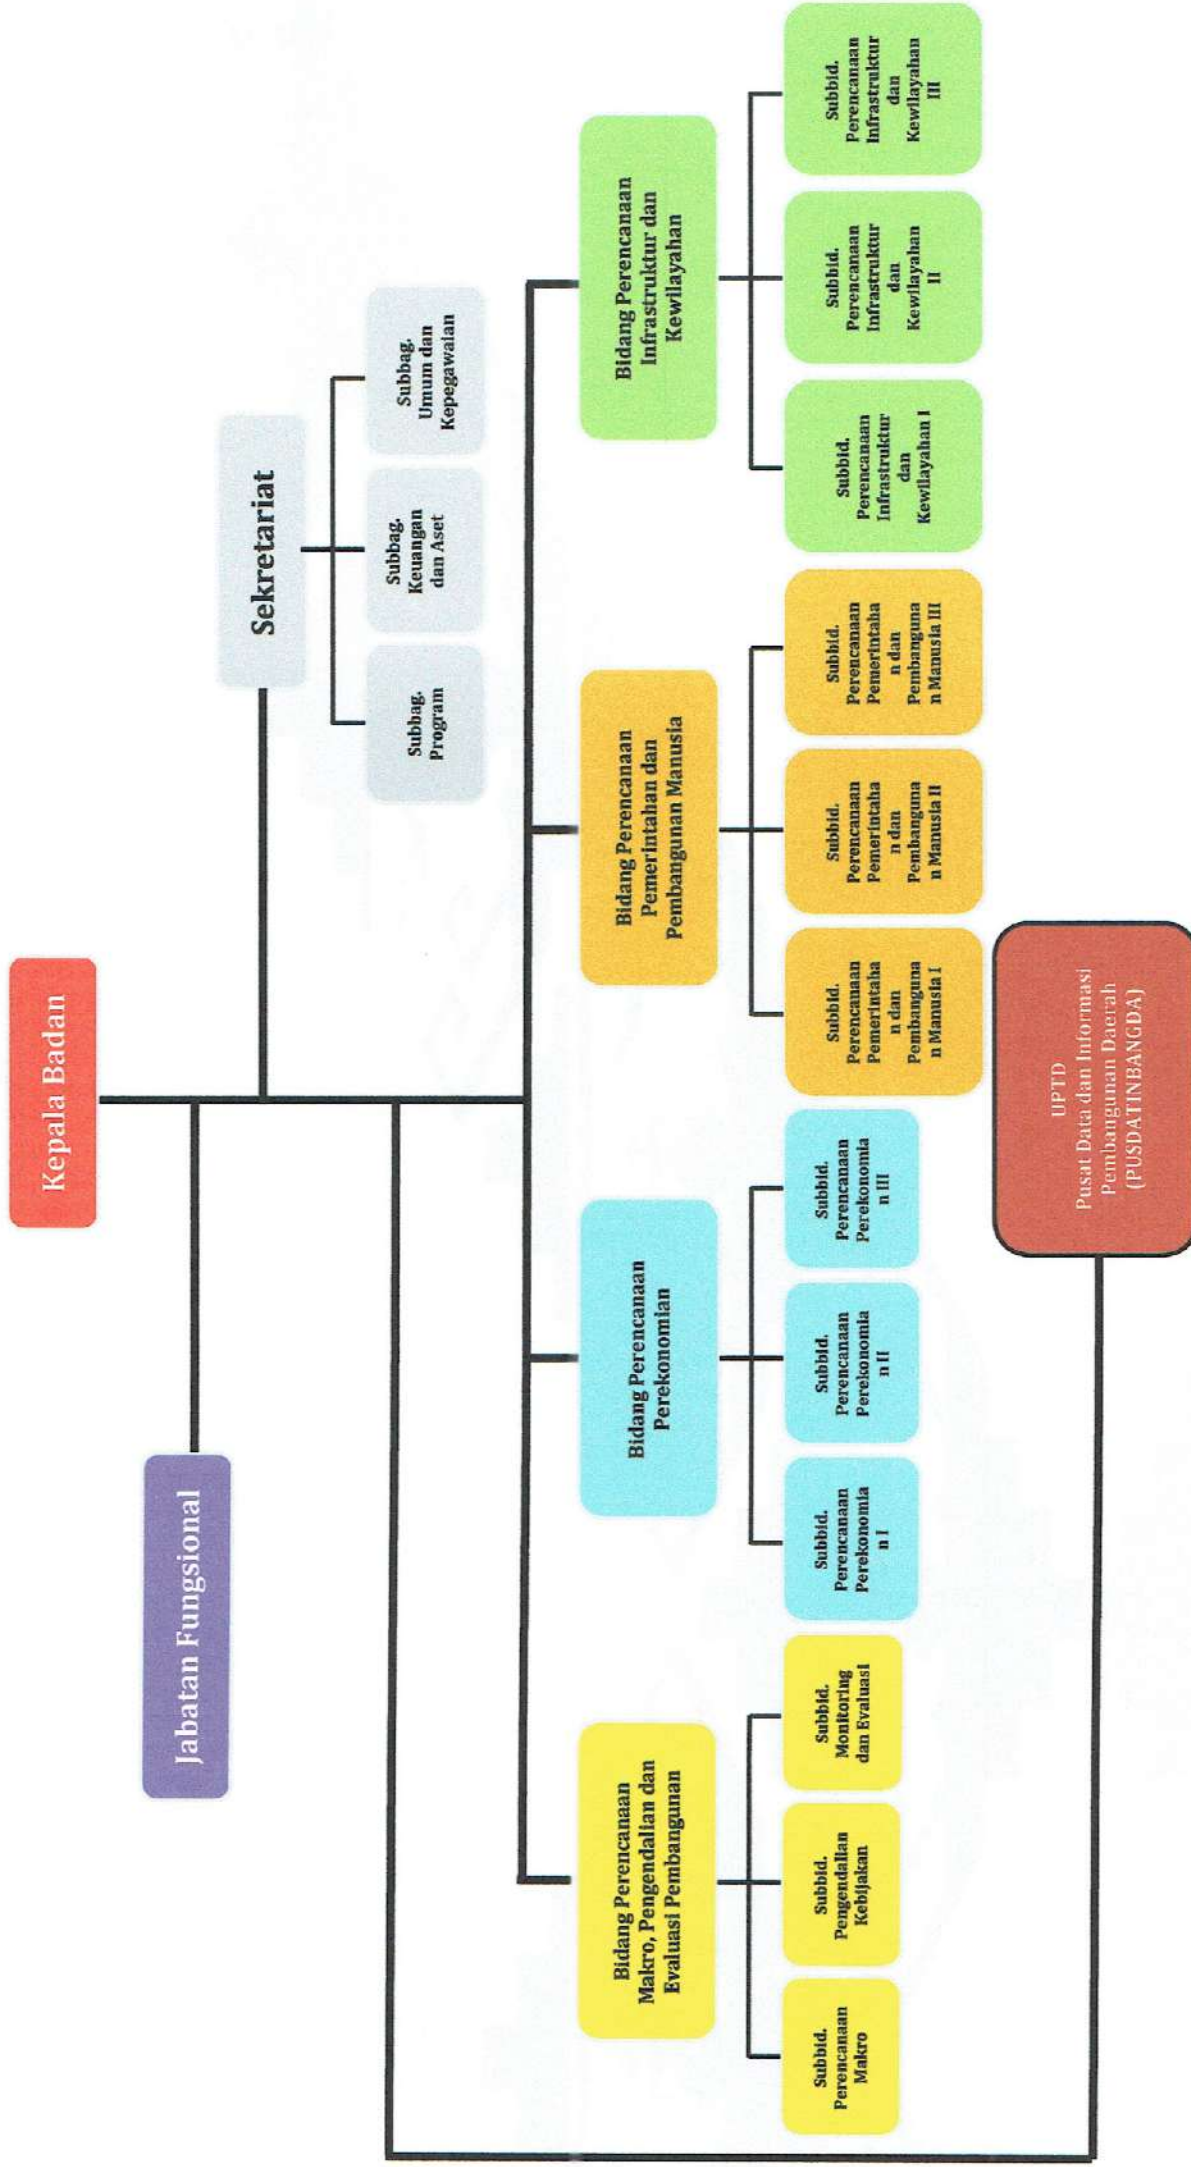 Kepala Badan
Jabatan Fungsional
Sekretariat
Subbag.
Program
Subbag.
Keuangan
dan Aset
Subbag.
Umum dan
Kepegawaian
Bidang Perencanaan
Makro, Pengendalian dan
Evaluasi Pembangunan
Bidang Perencanaan
Perekonomian
Bidang Perencanaan
Pemerintahan dan
Pembangunan Manusia
Bidang Perencanaan
Infrastruktur dan
Kewilayahan
Subbid.
Perencanaan
Makro
Subbid.
Pengendalian
Kebijakan
Subbid.
Monitoring
dan Evaluasi
Subbid.
Perencanaan
Perekonomia
n I
Subbid.
Perencanaan
Perekonomia
n II
Subbid.
Perencanaan
Perekonomia
n III
Subbid.
Perencanaan
Pemerintaha
n dan
Pembanguna
n Manusia I
Subbid.
Perencanaan
Pemerintaha
n dan
Pembanguna
n Manusia II
Subbid.
Perencanaan
Pemerintaha
n dan
Pembanguna
n Manusia III
Subbid.
Perencanaan
Infrastruktur
dan
Kewilayahan I
Subbid.
Perencanaan
Infrastruktur
dan
Kewilayahan
II
Subbid.
Perencanaan
Infrastruktur
dan
Kewilayahan
III
UPTD
Pusat Data dan Informasi
Pembangunan Daerah
(PUSDATINBANGDA)